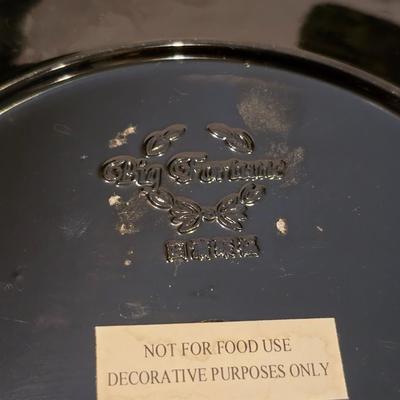 Big Fortune
NOT FOR FOOD USE
DECORATIVE PURPOSES ONLY